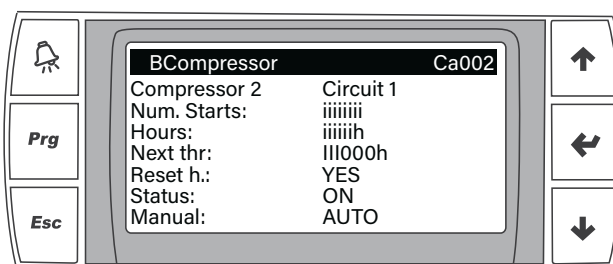 BCompressor Ca002
Compressor 2 Circuit 1
Num. Starts: iiiiiiii
Hours: iiiiiih
Next thr: III000h
Reset h.: YES
Status: ON
Manual: AUTO
Prg
Esc